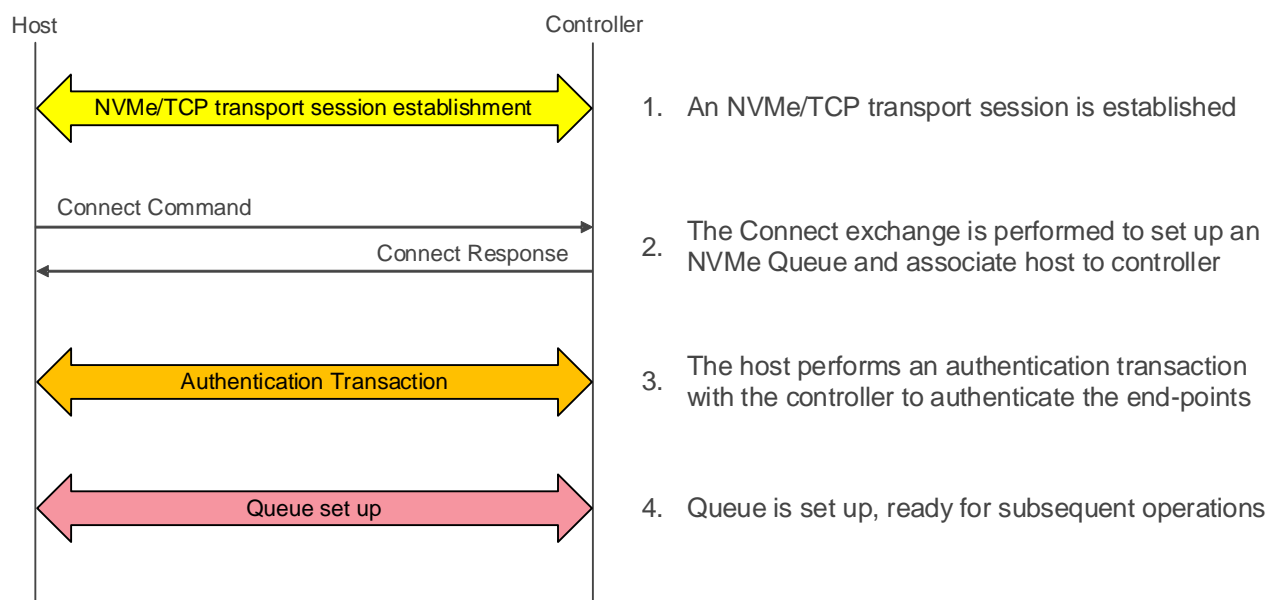 Host
Controller
NVMe/TCP transport session establishment
1. An NVMe/TCP transport session is established
Connect Command
Connect Response
2. The Connect exchange is performed to set up an
NVMe Queue and associate host to controller
Authentication Transaction
3. The host performs an authentication transaction
with the controller to authenticate the end-points
Queue set up
4. Queue is set up, ready for subsequent operations